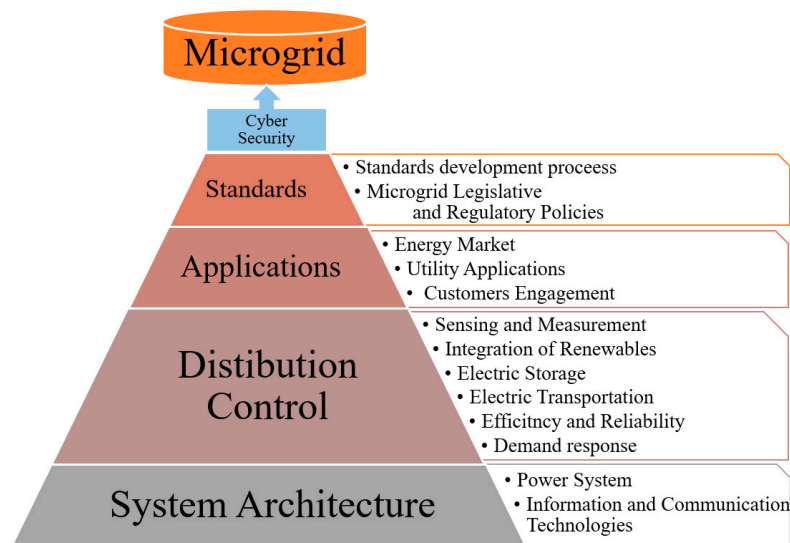 Microgrid
Cyber
Security
Standards
• Standards development proceess
• Microgrid Legislative
and Regulatory Policies
Applications
• Energy Market
• Utility Applications
• Customers Engagement
Distibution
Control
• Sensing and Measurement
• Integration of Renewables
• Electric Storage
• Electric Transportation
• Efficitncy and Reliability
• Demand response
System Architecture
• Power System
• Information and Communication
Technologies